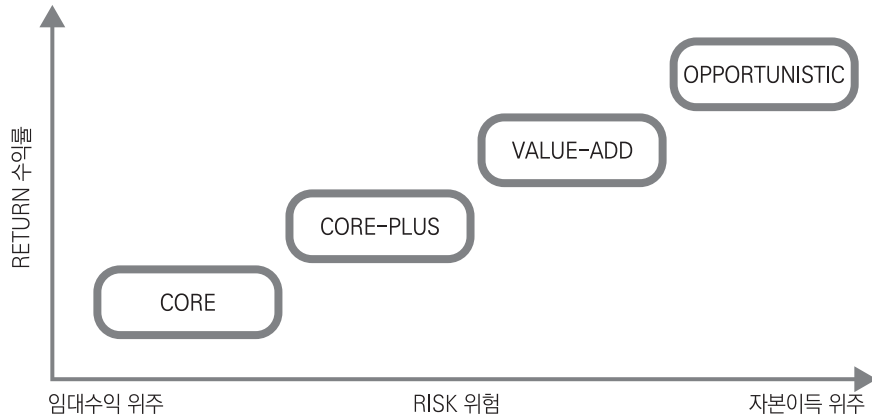 OPPORTUNISTIC
VALUE-ADD
CORE-PLUS
CORE
RETURN 수익률
임대수익 위주
RISK 위험
자본이득 위주